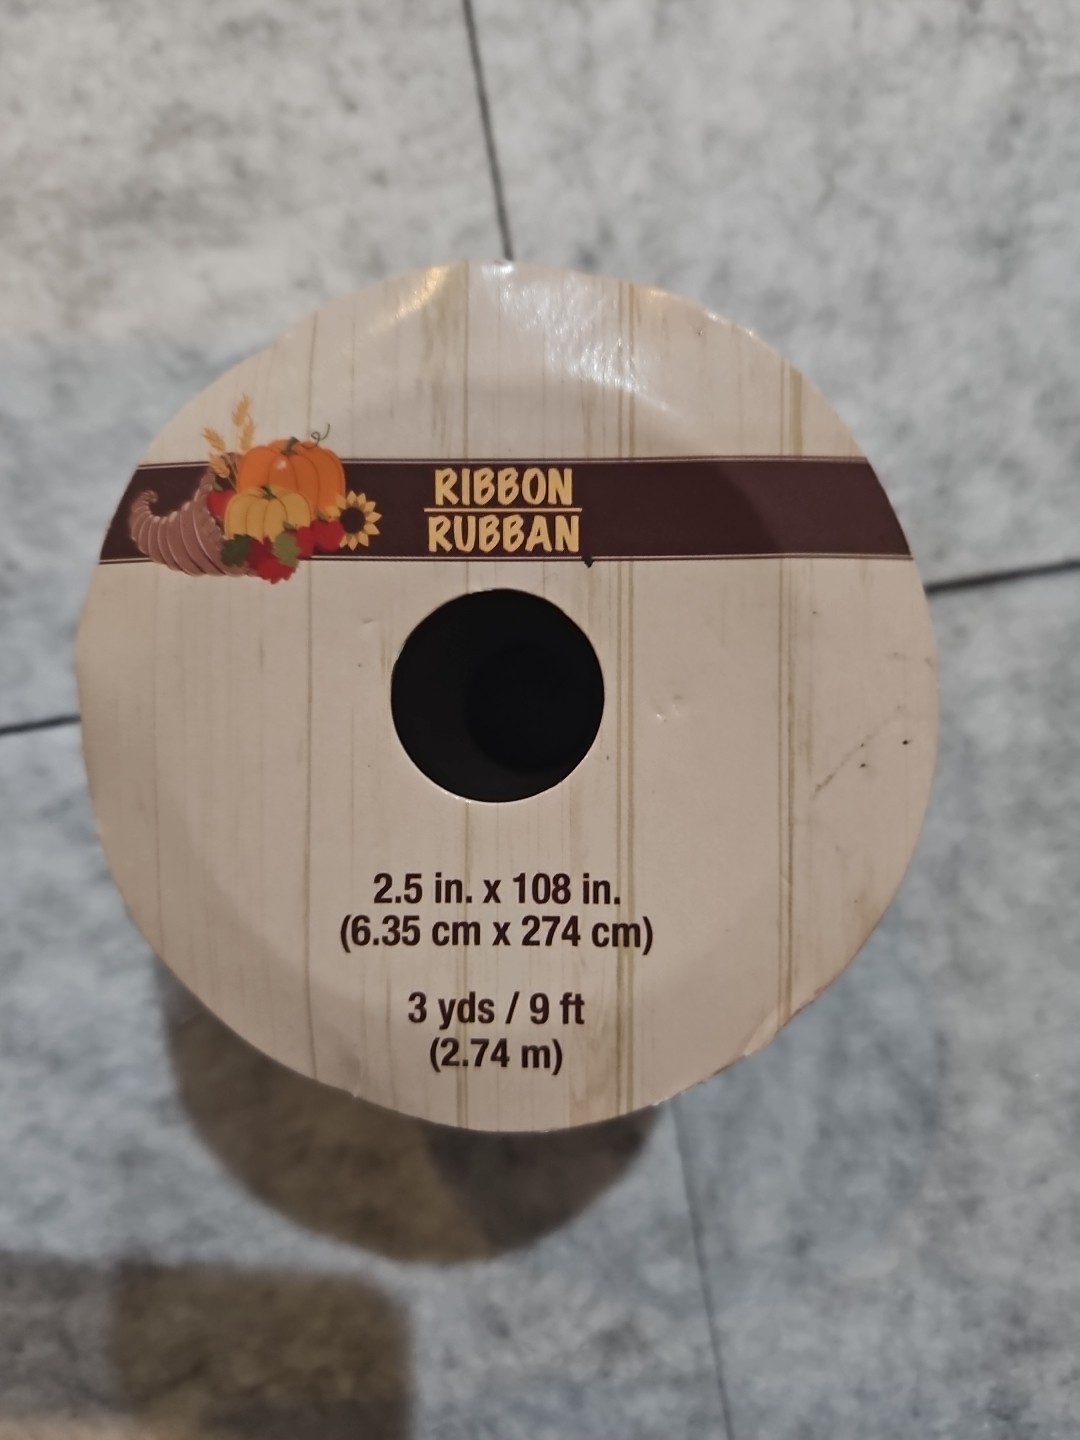 RIBBON
RUBBAN
2.5 in. x 108 in.
(6.35 cm x 274 cm)
3 yds / 9 ft
(2.74 m)